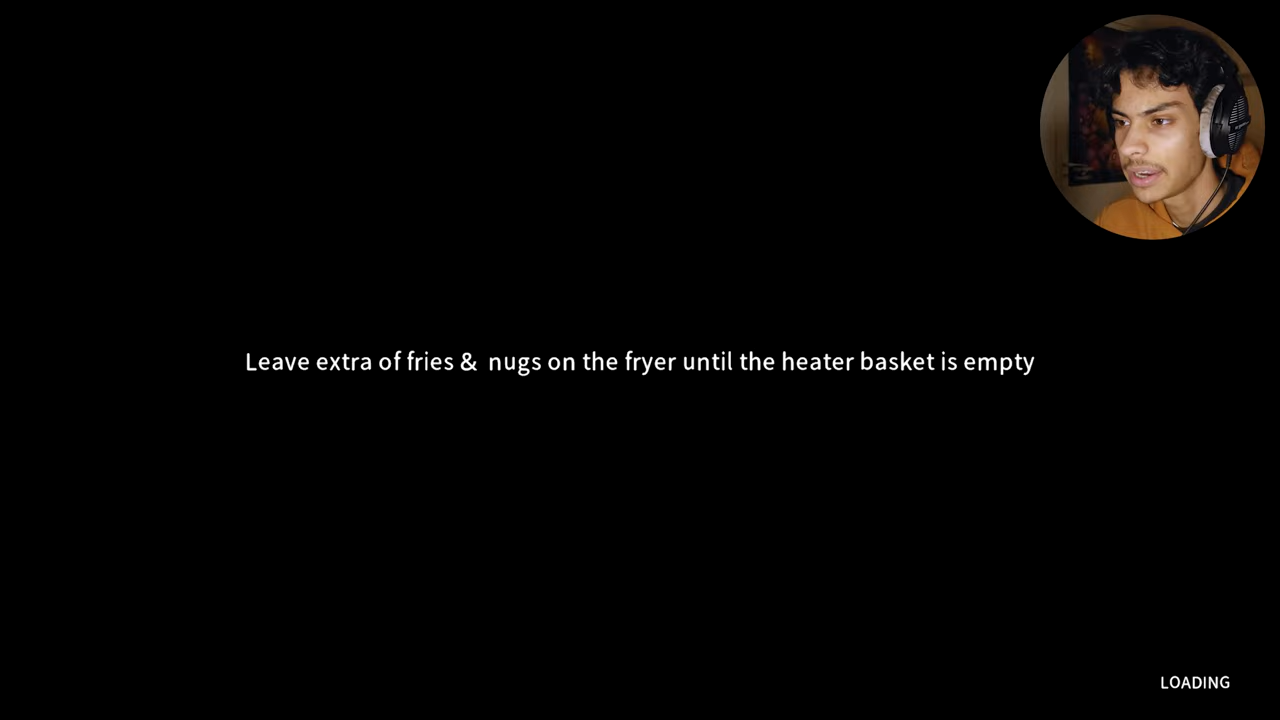 Leave extra of fries & nugs on the fryer until the heater basket is empty
LOADING